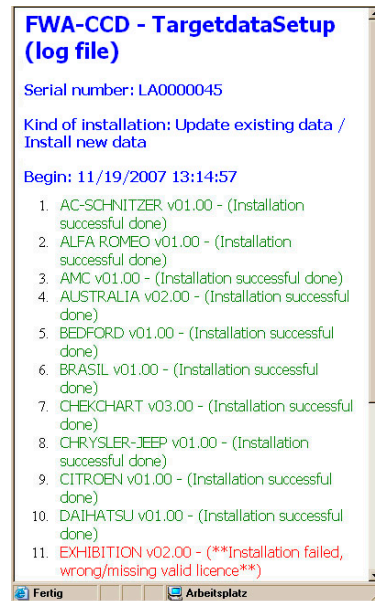 FWA-CCD - TargetdataSetup
(log file)
Serial number: LA0000045
Kind of installation: Update existing data /
Install new data
Begin: 11/19/2007 13:14:57
1. AC-SCHNITZER v01.00 - (Installation
successful done)
2. ALFA ROMEO v01.00 - (Installation
successful done)
3. AMC v01.00 - (Installation successful done)
4. AUSTRALIA v02.00 - (Installation successful
done)
5. BEDFORD v01.00 - (Installation successful
done)
6. BRASIL v01.00 - (Installation successful
done)
7. CHEKCHART v03.00 - (Installation successful
done)
8. CHRYSLER-JEEP v01.00 - (Installation
successful done)
9. CITROEN v01.00 - (Installation successful
done)
10. DAIHATSU v01.00 - (Installation successful
done)
11. EXHIBITION v02.00 - (**Installation failed,
wrong/missing valid licence**)
Fertig Arbeitsplatz